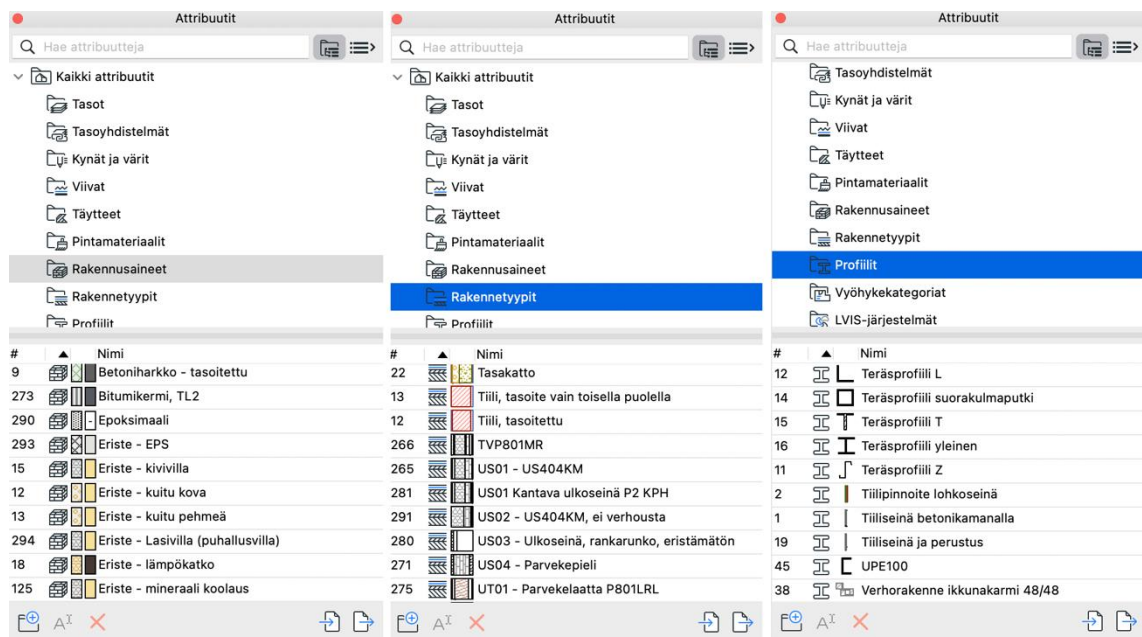 Attribuutit
Hae attribuutteja
Kaikki attribuutit
Tasot
Tasoyhdistelmät
Kynät ja värit
Viivat
Täytteet
Pintamateriaalit
Rakennusaineet
Rakennetyypit
Profiilit
# Nimi
9 Betoniharkko - tasoitettu
273 Bitumikermi, TL2
290 Epoksimaali
293 Eriste - EPS
15 Eriste - kivivilla
12 Eriste - kuitu kova
13 Eriste - kuitu pehmeä
294 Eriste - Lasivilla (puhallusvilla)
18 Eriste - lämpökatko
125 Eriste - mineraali koolaus
Attribuutit
Hae attribuutteja
Kaikki attribuutit
Tasot
Tasoyhdistelmät
Kynät ja värit
Viivat
Täytteet
Pintamateriaalit
Rakennusaineet
Rakennetyypit
Profiilit
# Nimi
22 Tasakatto
13 Tiili, tasoite vain toisella puolella
12 Tiili, tasoitettu
266 TVP801MR
265 US01 - US404KM
281 US01 Kantava ulkoseinä P2 KPH
291 US02 - US404KM, ei verhousta
280 US03 - Ulkoseinä, rankarunko, eristämätön
271 US04 - Parvekepieli
275 UT01 - Parvekelaatta P801LRL
Attribuutit
Hae attribuutteja
Tasoyhdistelmät
Kynät ja värit
Viivat
Täytteet
Pintamateriaalit
Rakennusaineet
Rakennetyypit
Profiilit
Vyöhykekategoriat
LVIS-järjestelmät
# Nimi
12 Teräsprofiili L
14 Teräsprofiili suorakulmaputki
15 Teräsprofiili T
16 Teräsprofiili yleinen
11 Teräsprofiili Z
2 Tiilipinnoite lohkoseinä
1 Tiiliseinä betonikamanalla
19 Tiiliseinä ja perustus
45 UPE100
38 Verhorakenne ikkunakarmi 48/48